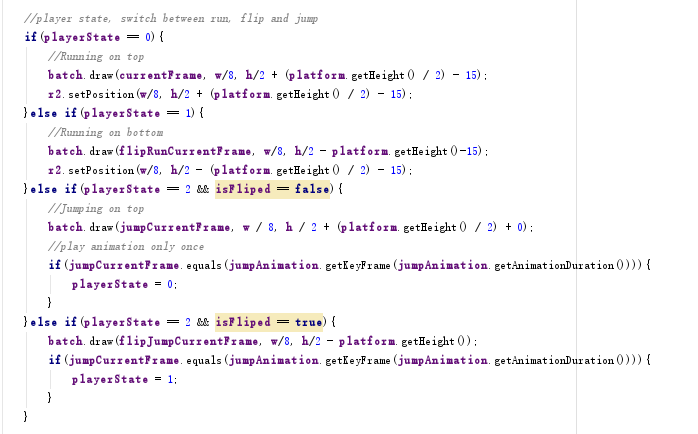 //player state, switch between run, flip and jump
if(playerState == 0){
//Running on top
batch.draw(currentFrame, w/8, h/2 + (platform.getHeight() / 2) - 15);
r2.setPosition(w/8, h/2 + (platform.getHeight() / 2) - 15);
}else if(playerState == 1){
//Running on bottom
batch.draw(flipRunCurrentFrame, w/8, h/2 - platform.getHeight()-15);
r2.setPosition(w/8, h/2 - (platform.getHeight() / 2) - 15);
}else if(playerState == 2 && isFliped == false){
//Jumping on top
batch.draw(jumpCurrentFrame, w / 8, h / 2 + (platform.getHeight() / 2) + 0);
//play animation only once
if(jumpCurrentFrame.equals(jumpAnimation.getKeyFrame(jumpAnimation.getAnimationDuration()))){
playerState = 0;
}
}else if(playerState == 2 && isFliped == true){
batch.draw(flipJumpCurrentFrame, w/8, h/2 - platform.getHeight());
if(jumpCurrentFrame.equals(jumpAnimation.getKeyFrame(jumpAnimation.getAnimationDuration()))){
playerState = 1;
}
}